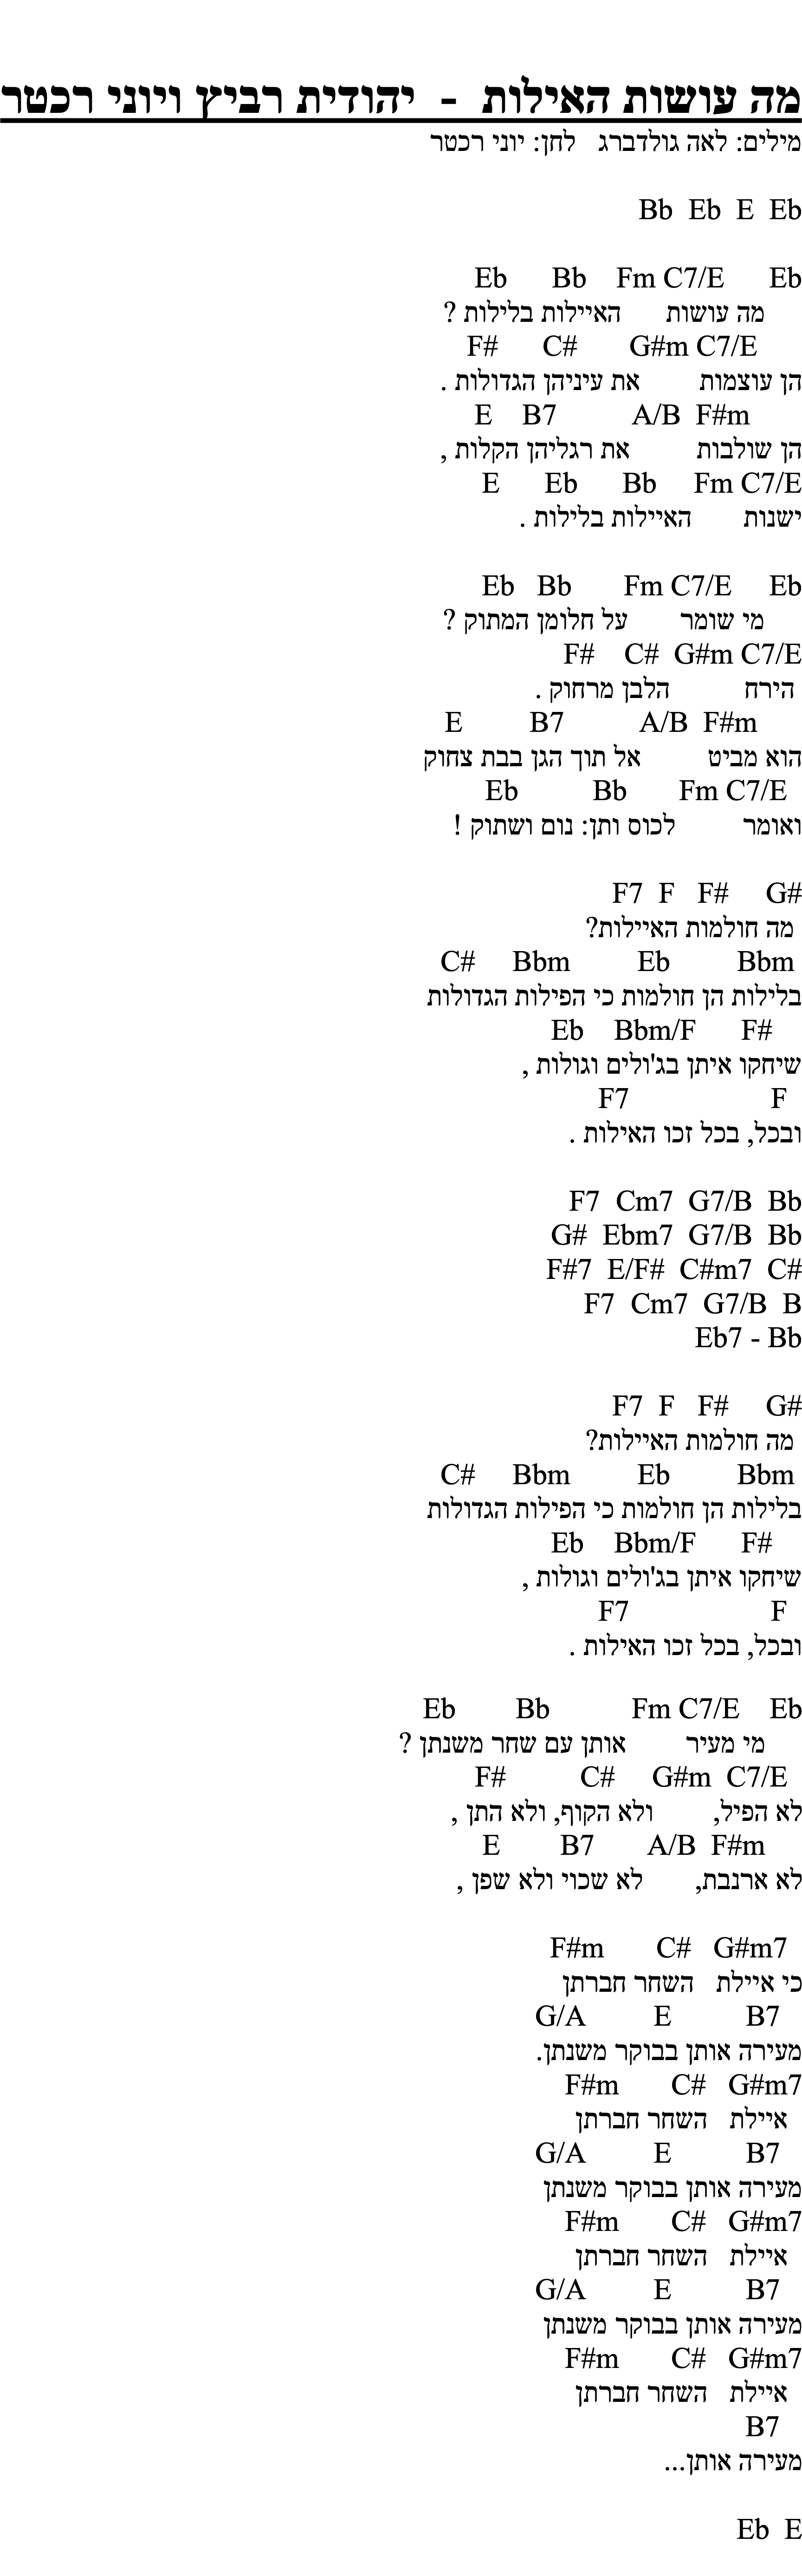 מה עושות האילות - יהודית רביץ ויוני רכטר
מילים: לאה גולדברג לחן: יוני רכטר
Bb Eb E Eb
Eb Bb Fm C7/E Eb
מה עושות האיילות בלילות ?
F# C# G#m C7/E
הן עוצמות את עיניהן הגדולות .
E B7 A/B F#m
הן שולבות את רגליהן הקלות ,
E Eb Bb Fm C7/E
ישנות האיילות בלילות .
Eb Bb Fm C7/E Eb
מי שומר על חלומן המתוק ?
F# C# G#m C7/E
הירח הלבן מרחוק .
E B7 A/B F#m
הוא מביט אל תוך הגן בבת צחוק
Eb Bb Fm C7/E
ואומר לכוס ותן: נום ושתוק !
F7 F F# G#
מה חולמות האיילות?
C# Bbm Eb Bbm
בלילות הן חולמות כי הפילות הגדולות
Eb Bbm/F F#
שיחקו איתן בג'ולים וגולות ,
F7 F
ובכל, בכל זכו האילות .
F7 Cm7 G7/B Bb
G# Ebm7 G7/B Bb
F#7 E/F# C#m7 C#
F7 Cm7 G7/B B
Eb7 - Bb
F7 F F# G#
מה חולמות האיילות?
C# Bbm Eb Bbm
בלילות הן חולמות כי הפילות הגדולות
Eb Bbm/F F#
שיחקו איתן בג'ולים וגולות ,
F7 F
ובכל, בכל זכו האילות .
Eb Bb Fm C7/E Eb
מי מעיר אותן עם שחר משנתן ?
F# C# G#m C7/E
לא הפיל, ולא הקוף, ולא התן ,
E B7 A/B F#m
לא ארנבת, לא שכוי ולא שפן ,
F#m C# G#m7
כי איילת השחר חברתן
G/A E B7
מעירה אותן בבוקר משנתן.
F#m C# G#m7
איילת השחר חברתן
G/A E B7
מעירה אותן בבוקר משנתן
F#m C# G#m7
איילת השחר חברתן
G/A E B7
מעירה אותן בבוקר משנתן
F#m C# G#m7
איילת השחר חברתן
B7
מעירה אותן...
Eb E